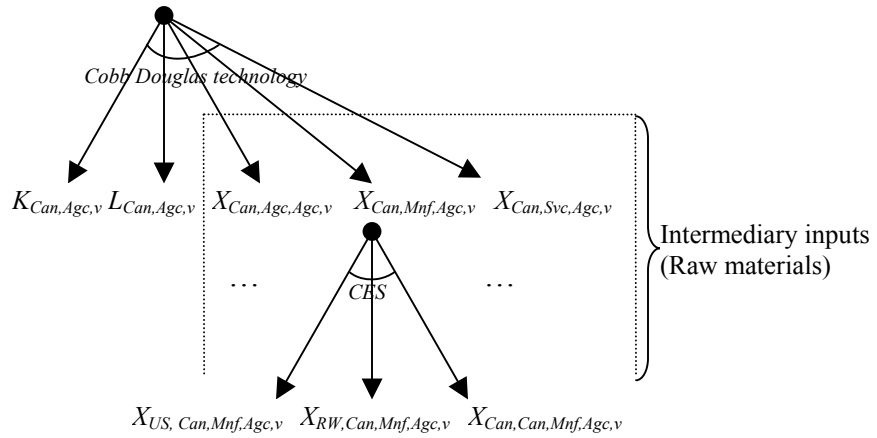 Cobb Douglas technology
K_{Can,Agc,v} L_{Can,Agc,v} X_{Can,Agc,Agc,v} X_{Can,Mnf,Agc,v} X_{Can,Svc,Agc,v}
Intermediary inputs
(Raw materials)
… CES …
X_{US, Can,Mnf,Agc,v} X_{RW,Can,Mnf,Agc,v} X_{Can,Can,Mnf,Agc,v}